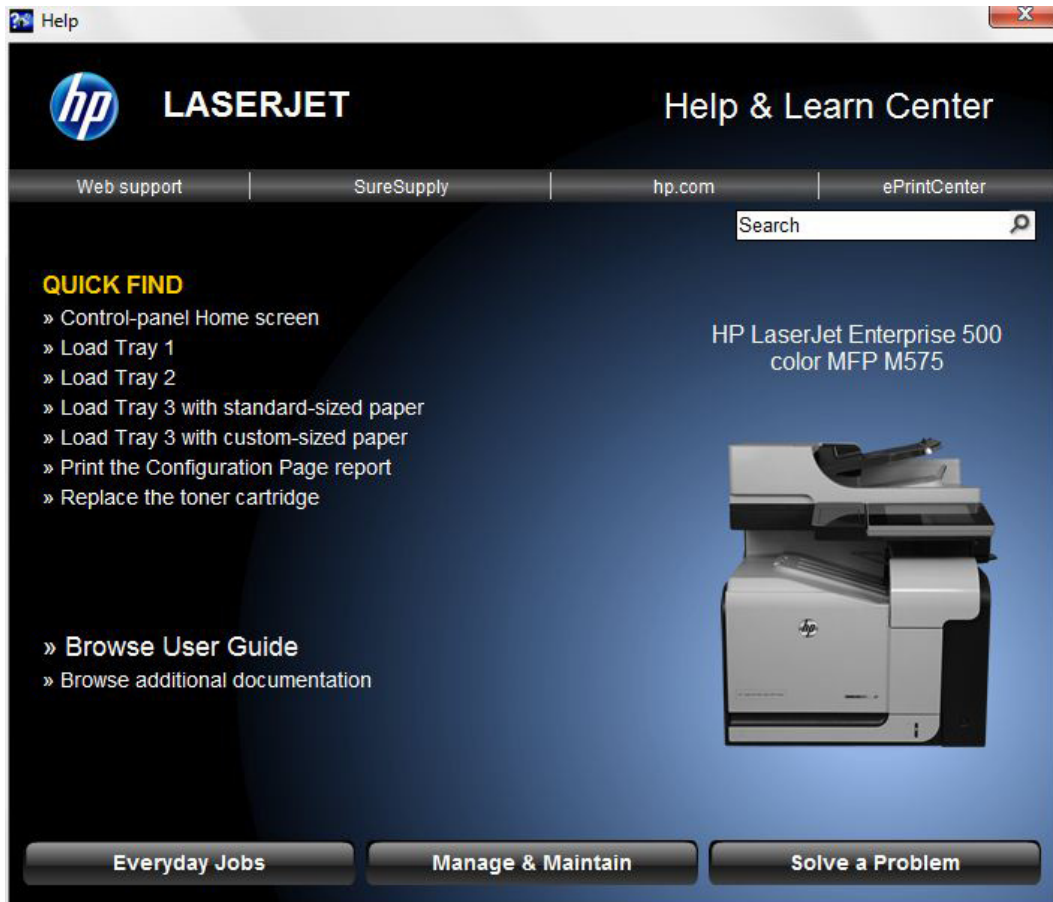 Help
hp
LASERJET
Help & Learn Center
Web support
SureSupply
hp.com
ePrintCenter
Search
QUICK FIND
» Control-panel Home screen
» Load Tray 1
» Load Tray 2
» Load Tray 3 with standard-sized paper
» Load Tray 3 with custom-sized paper
» Print the Configuration Page report
» Replace the toner cartridge
HP LaserJet Enterprise 500
color MFP M575
hp
» Browse User Guide
» Browse additional documentation
Everyday Jobs
Manage & Maintain
Solve a Problem